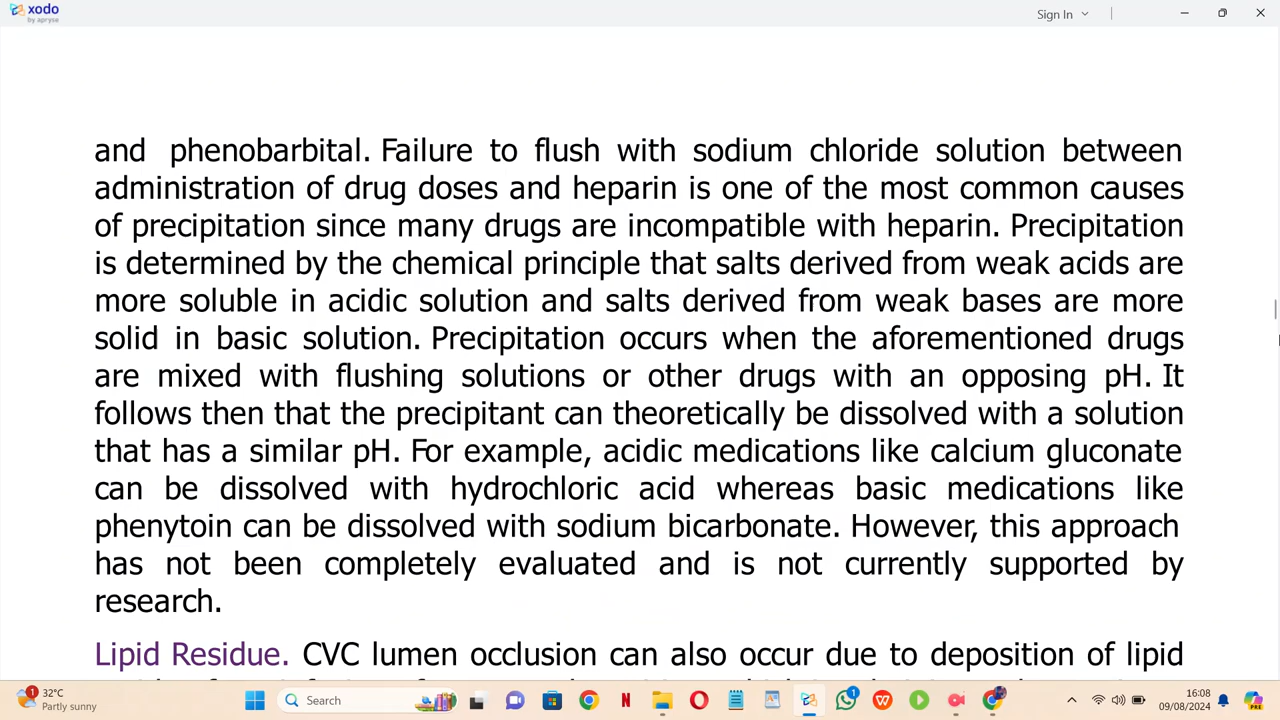 xodo
by apryse
Sign In
and phenobarbital. Failure to flush with sodium chloride solution between
administration of drug doses and heparin is one of the most common causes
of precipitation since many drugs are incompatible with heparin. Precipitation
is determined by the chemical principle that salts derived from weak acids are
more soluble in acidic solution and salts derived from weak bases are more
solid in basic solution. Precipitation occurs when the aforementioned drugs
are mixed with flushing solutions or other drugs with an opposing pH. It
follows then that the precipitant can theoretically be dissolved with a solution
that has a similar pH. For example, acidic medications like calcium gluconate
can be dissolved with hydrochloric acid whereas basic medications like
phenytoin can be dissolved with sodium bicarbonate. However, this approach
has not been completely evaluated and is not currently supported by
research.
Lipid Residue. CVC lumen occlusion can also occur due to deposition of lipid
1
32°C
Partly sunny
Search
1
16:08
09/08/2024